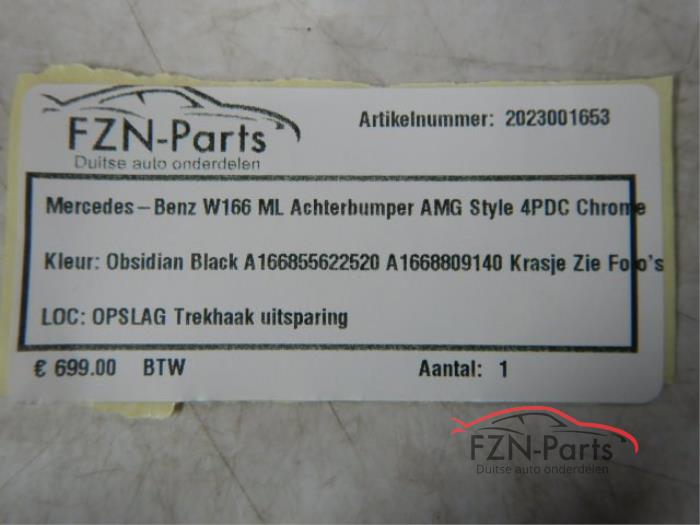 FZN-Parts
Duitse auto onderdelen
Artikelnummer: 2023001653
Mercedes-Benz W166 ML Achterbumper AMG Style 4PDC Chrome
Kleur: Obsidian Black A166855622520 A1668809140 Krasje Zie Foto's
LOC: OPSLAG Trekhaak uitsparing
€ 699.00 BTW
Aantal: 1
FZN-Parts
Duitse auto onderdelen